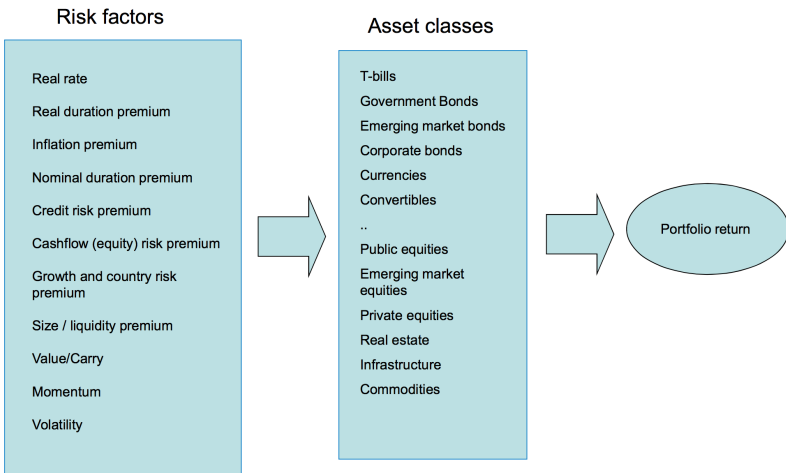 Risk factors
Real rate
Real duration premium
Inflation premium
Nominal duration premium
Credit risk premium
Cashflow (equity) risk premium
Growth and country risk
premium
Size / liquidity premium
Value/Carry
Momentum
Volatility
Asset classes
T-bills
Government Bonds
Emerging market bonds
Corporate bonds
Currencies
Convertibles
..
Public equities
Emerging market
equities
Private equities
Real estate
Infrastructure
Commodities
Portfolio return